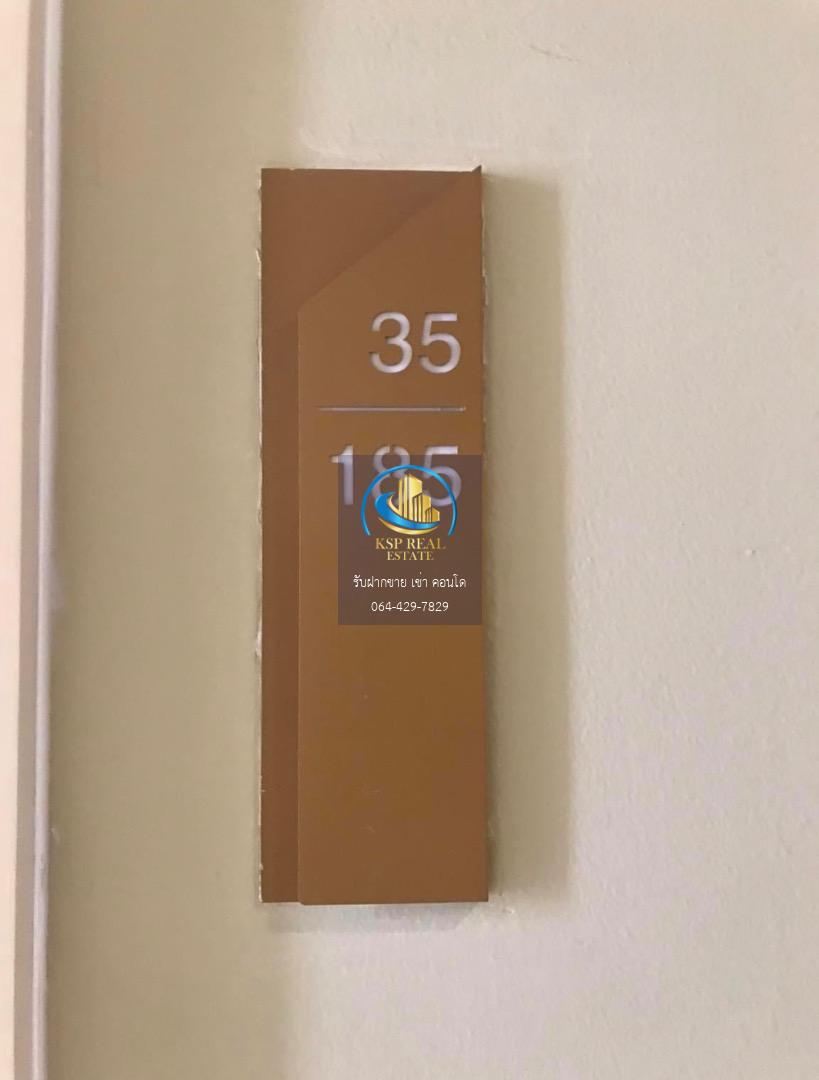 35
185
KSP REAL
ESTATE
รับฝากขาย เช่า คอนโด
064-429-7829